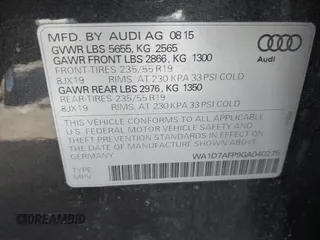 MFD. BY AUDI AG 08 15
GVWR LBS 5655, KG 2565
GAWR FRONT LBS 2866, KG 1300
FRONT-TIRES 235/55 R19
8JX19 RIMS, AT 230 KPA 33 PSI COLD
GAWR REAR LBS 2976, KG 1350
REAR-TIRES 235/55 R19
8JX19 RIMS, AT 230 KPA 33 PSI COLD
Audi
THIS VEHICLE CONFORMS TO ALL APPLICABLE
U.S. FEDERAL MOTOR VEHICLE SAFETY AND
THEFT PREVENTION STANDARDS IN EFFECT ON
THE DATE OF MANUFACTURE SHOWN ABOVE.
GERMANY WA1D7AFP9GA040275
TYPE
MPV